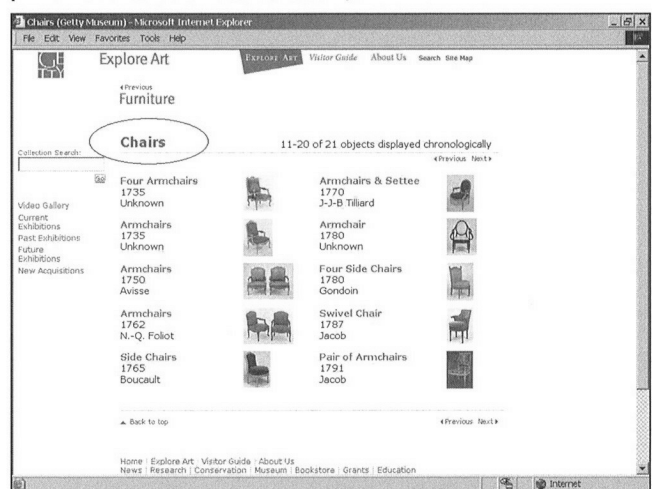 Chairs (Getty Museum) - Microsoft Internet Explorer
File Edit View Favorites Tools Help
GE
TTY
Explore Art
EXPLORE ART Visitor Guide About Us Search Site Map
Previous
Furniture
Chairs
11-20 of 21 objects displayed chronologically
Previous Next
Collection Search:
Go
Video Gallery
Current
Exhibitions
Past Exhibitions
Future
Exhibitions
New Acquisitions
Four Armchairs
1735
Unknown
Armchairs
1735
Unknown
Armchairs
1750
Avisse
Armchairs
1762
N.-Q. Foliot
Side Chairs
1765
Boucault
Armchairs & Settee
1770
J-J-B Tilliard
Armchair
1780
Unknown
Four Side Chairs
1780
Gondoin
Swivel Chair
1787
Jacob
Pair of Armchairs
1791
Jacob
Back to top
Previous Next
Home | Explore Art | Visitor Guide | About Us
News | Research | Conservation | Museum | Bookstore | Grants | Education
Internet